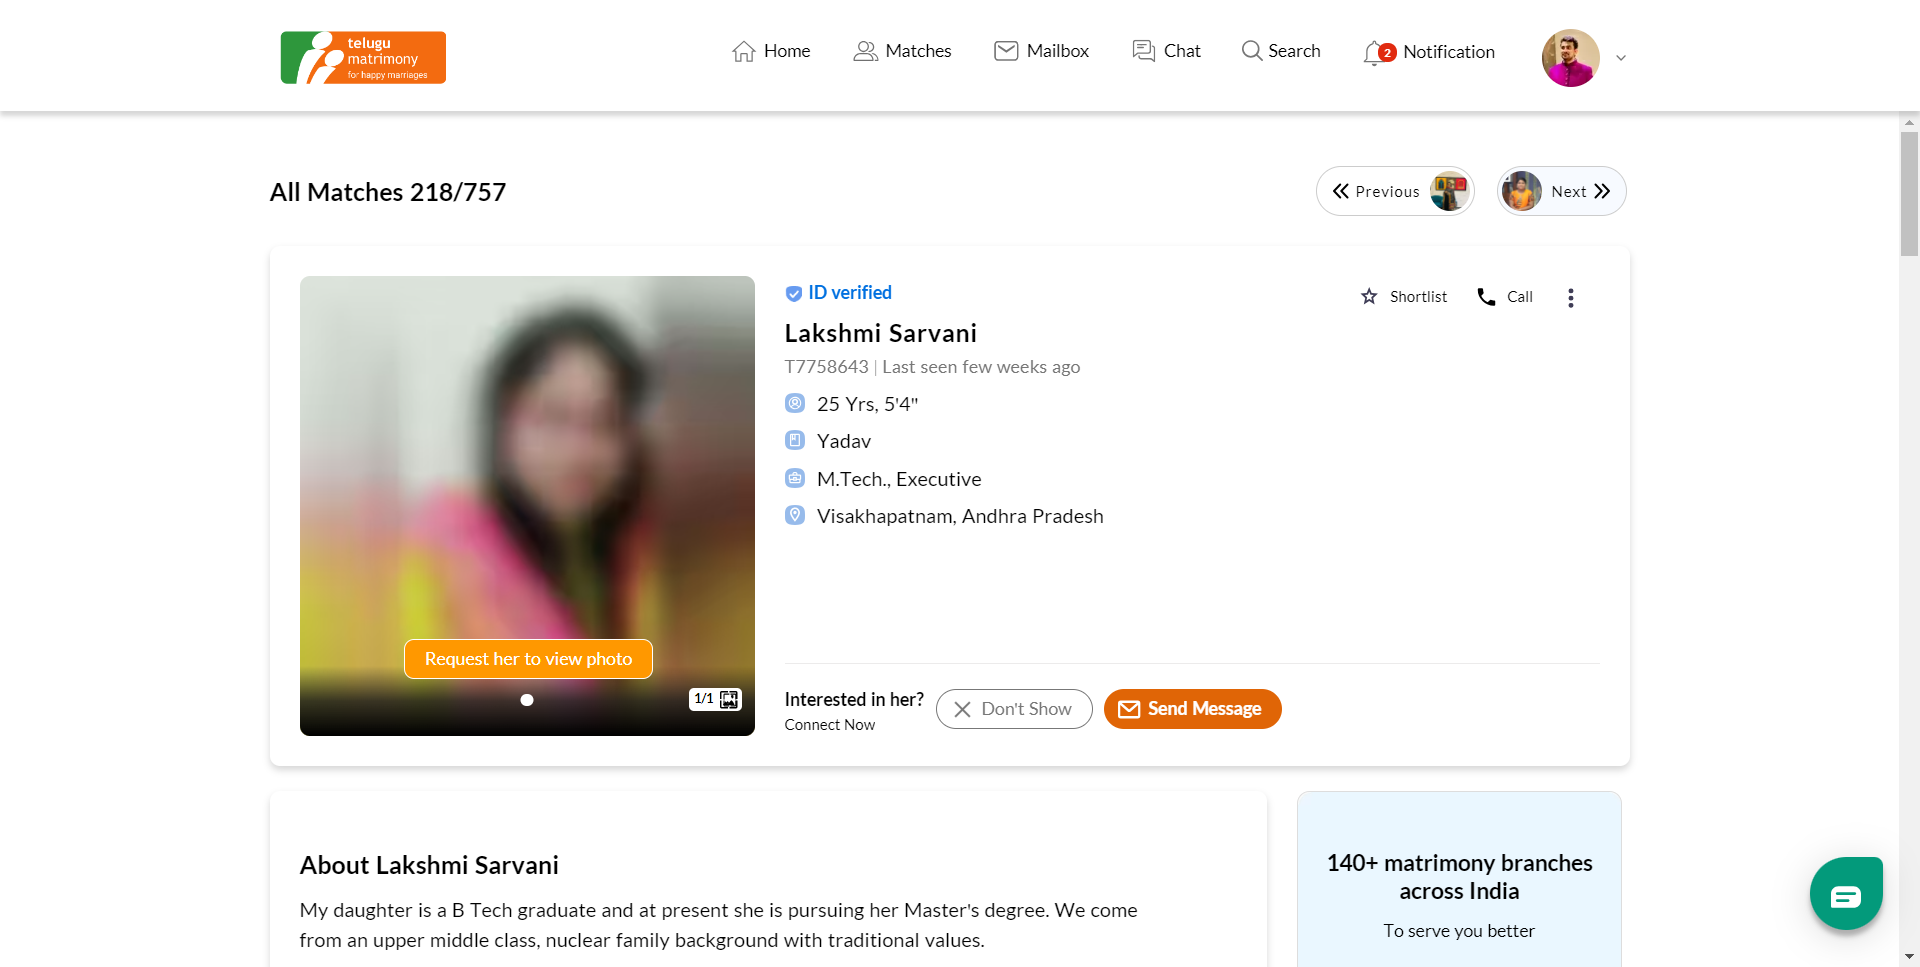 telugu
matrimony
for happy marriages
Home
Matches
Mailbox
Chat
Search
2
Notification
All Matches 218/757
Previous
Next
ID verified
Shortlist
Call
Lakshmi Sarvani
T7758643 | Last seen few weeks ago
25 Yrs, 5'4"
Yadav
M.Tech., Executive
Visakhapatnam, Andhra Pradesh
Request her to view photo
1/1
Interested in her?
Connect Now
Don't Show
Send Message
About Lakshmi Sarvani
My daughter is a B Tech graduate and at present she is pursuing her Master's degree. We come
from an upper middle class, nuclear family background with traditional values.
140+ matrimony branches
across India
To serve you better